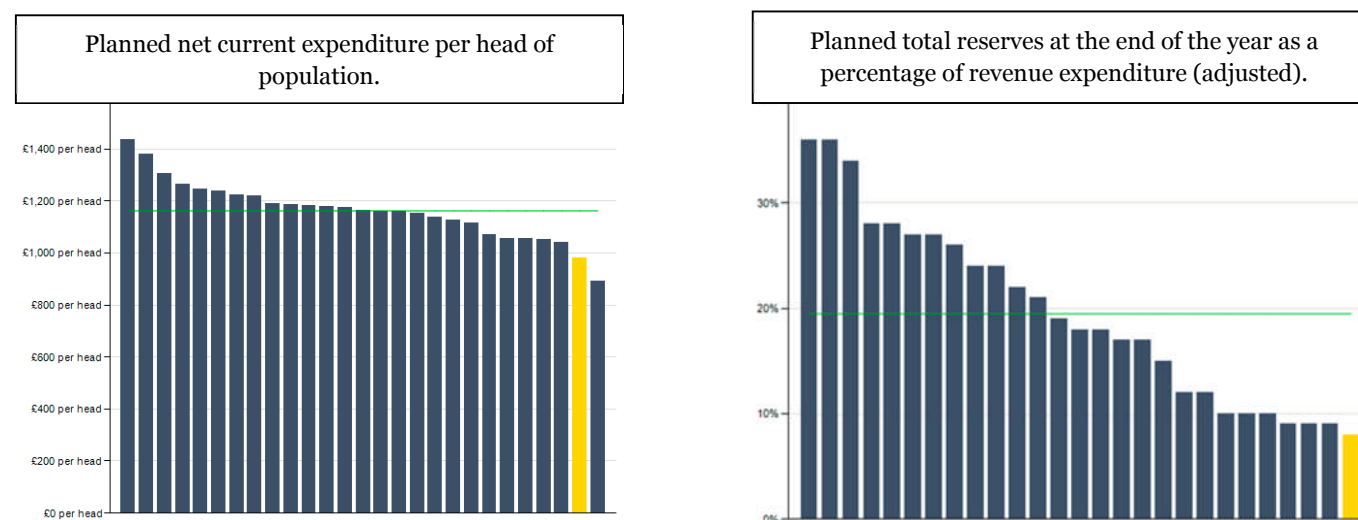 Planned net current expenditure per head of
population.
£1,400 per head
£1,200 per head
£1,000 per head
£800 per head
£600 per head
£400 per head
£200 per head
£0 per head
Planned total reserves at the end of the year as a
percentage of revenue expenditure (adjusted).
30%
20%
10%
0%